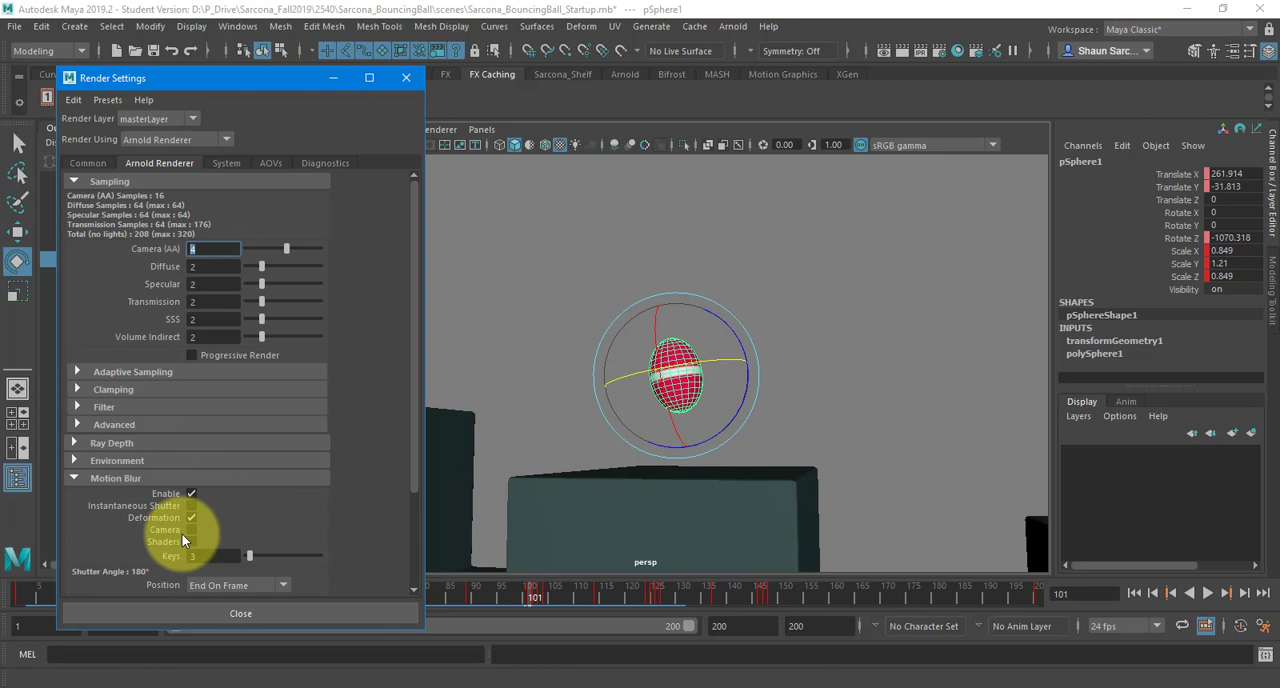 Autodesk Maya 2019.2 - Student Version: D:\P_Drive\Sarcona_Fall2019\2540\Sarcona_BouncingBall\scenes\Sarcona_BouncingBall_Startup.mb* --- pSphere1
File Edit Create Select Modify Display Windows Mesh Edit Mesh Mesh Tools Mesh Display Curves Surfaces Deform UV Generate Cache Arnold Help
Workspace : Maya Classic*
Modeling
No Live Surface
Symmetry: Off
Shaun Sarc...
FX FX Caching Sarcona_Shelf Arnold Bifrost MASH Motion Graphics XGen
Render Settings
Edit Presets Help
Render Layer masterLayer
Render Using Arnold Renderer
Common Arnold Renderer System AOVs Diagnostics
Sampling
Camera (AA) Samples : 16
Diffuse Samples : 64 (max : 64)
Specular Samples : 64 (max : 64)
Transmission Samples : 64 (max : 176)
Total (no lights) : 208 (max : 320)
Camera (AA) 4
Diffuse 2
Specular 2
Transmission 2
SSS 2
Volume Indirect 2
Progressive Render
Adaptive Sampling
Clamping
Filter
Advanced
Ray Depth
Environment
Motion Blur
Enable
Instantaneous Shutter
Deformation
Camera
Shaders
Keys 3
Shutter Angle : 180°
Position End On Frame
Close
Panels
0.00 1.00 sRGB gamma
persp
Channels Edit Object Show
pSphere1
Translate X 261.914
Translate Y -31.813
Translate Z 0
Rotate X 0
Rotate Y 0
Rotate Z -1070.318
Scale X 0.849
Scale Y 1.21
Scale Z 0.849
Visibility on
SHAPES
pSphereShape1
INPUTS
transformGeometry1
polySphere1
Display Anim
Layers Options Help
Channel Box / Layer Editor
Modeling Toolkit
5 85 90 95 100 105 110 115 120 125 130 135 140 145 150 155 160 165 170 175 180 185 190 195
101
101
1 200 200 200
No Character Set
No Anim Layer
24 fps
MEL